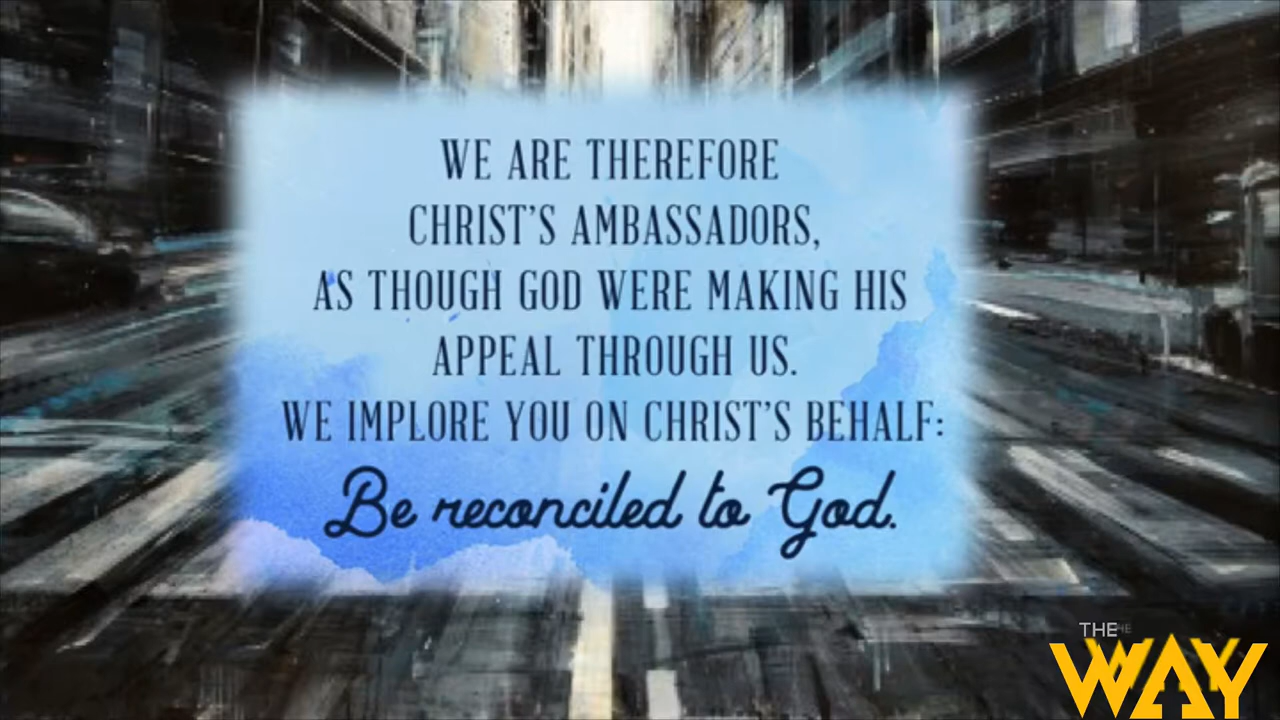 WE ARE THEREFORE
CHRIST'S AMBASSADORS,
AS THOUGH GOD WERE MAKING HIS
APPEAL THROUGH US.
WE IMPLORE YOU ON CHRIST'S BEHALF:
Be reconciled to God.
THE
WAY